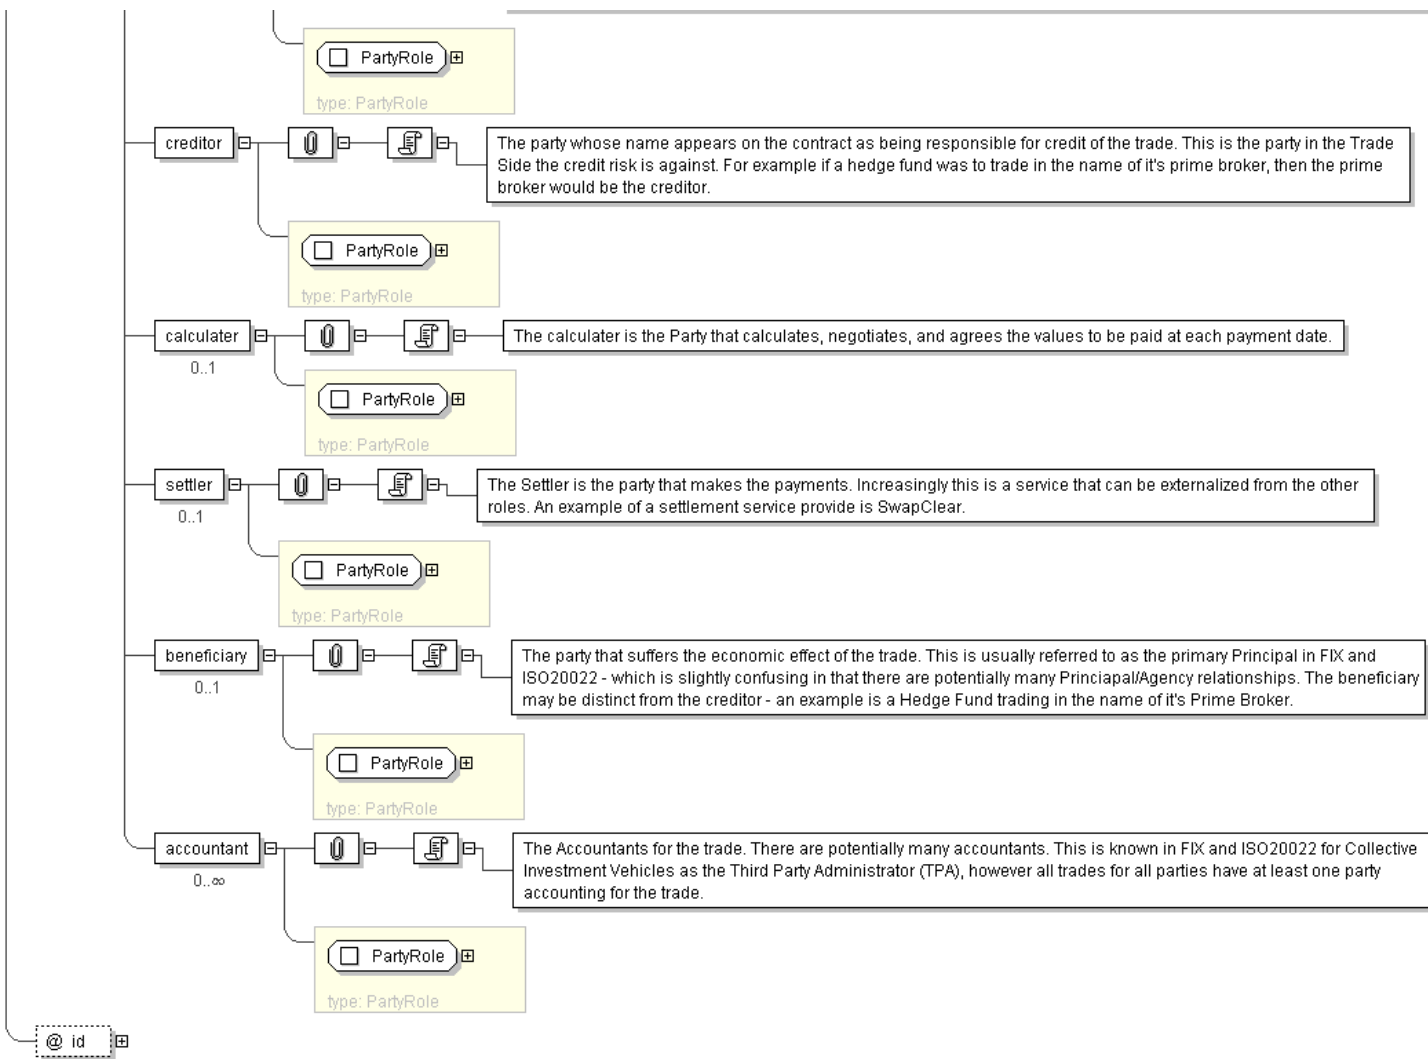 PartyRole
type: PartyRole
creditor
The party whose name appears on the contract as being responsible for credit of the trade. This is the party in the Trade
Side the credit risk is against. For example if a hedge fund was to trade in the name of it's prime broker, then the prime
broker would be the creditor.
PartyRole
type: PartyRole
calculater
0..1
The calculater is the Party that calculates, negotiates, and agrees the values to be paid at each payment date.
PartyRole
type: PartyRole
settler
0..1
The Settler is the party that makes the payments. Increasingly this is a service that can be externalized from the other
roles. An example of a settlement service provide is SwapClear.
PartyRole
type: PartyRole
beneficiary
0..1
The party that suffers the economic effect of the trade. This is usually referred to as the primary Principal in FIX and
ISO20022 - which is slightly confusing in that there are potentially many Princiapal/Agency relationships. The beneficiary
may be distinct from the creditor - an example is a Hedge Fund trading in the name of it's Prime Broker.
PartyRole
type: PartyRole
accountant
0..∞
The Accountants for the trade. There are potentially many accountants. This is known in FIX and ISO20022 for Collective
Investment Vehicles as the Third Party Administrator (TPA), however all trades for all parties have at least one party
accounting for the trade.
PartyRole
type: PartyRole
@ id